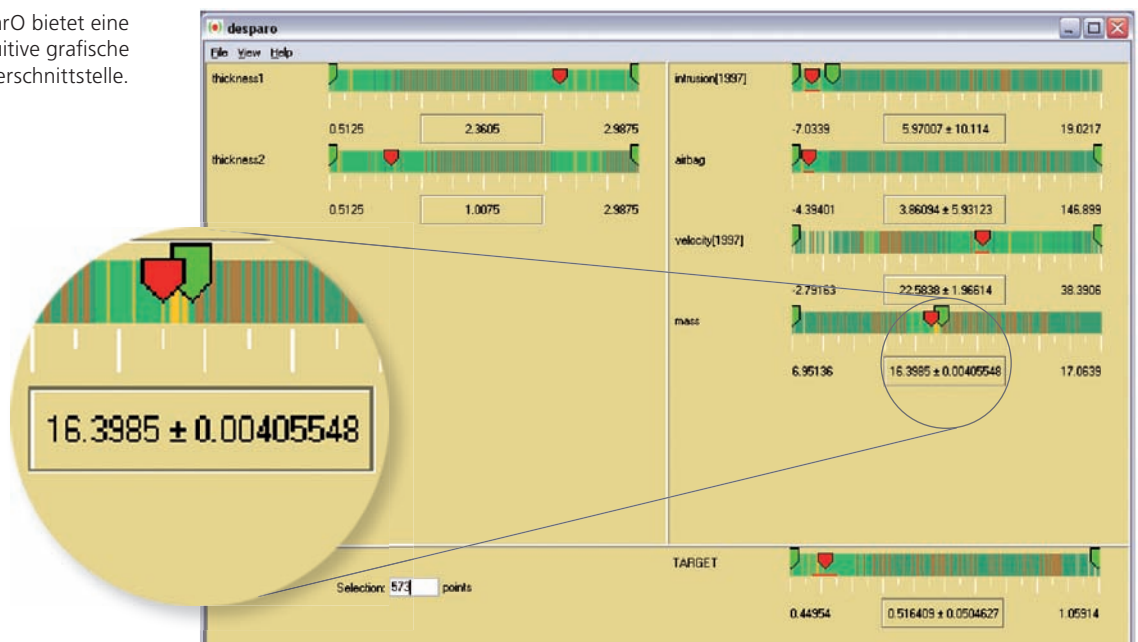 arO bietet eine
uitive grafische
erschnittstelle.
desparo
File View Help
thickness1
0.5125 2.3605 2.9875
thickness2
0.5125 1.0075 2.9875
intrusion[1997]
-7.0339 5.97007 ± 10.114 19.0217
airbag
-4.39401 3.86094 ± 5.93123 146.899
velocity[1997]
-2.79163 22.5838 ± 1.96614 38.3906
mass
6.95136 16.3985 ± 0.00405548 17.0639
16.3985 ± 0.00405548
Selection: 573 points
TARGET
0.44954 0.516409 ± 0.0504627 1.05914